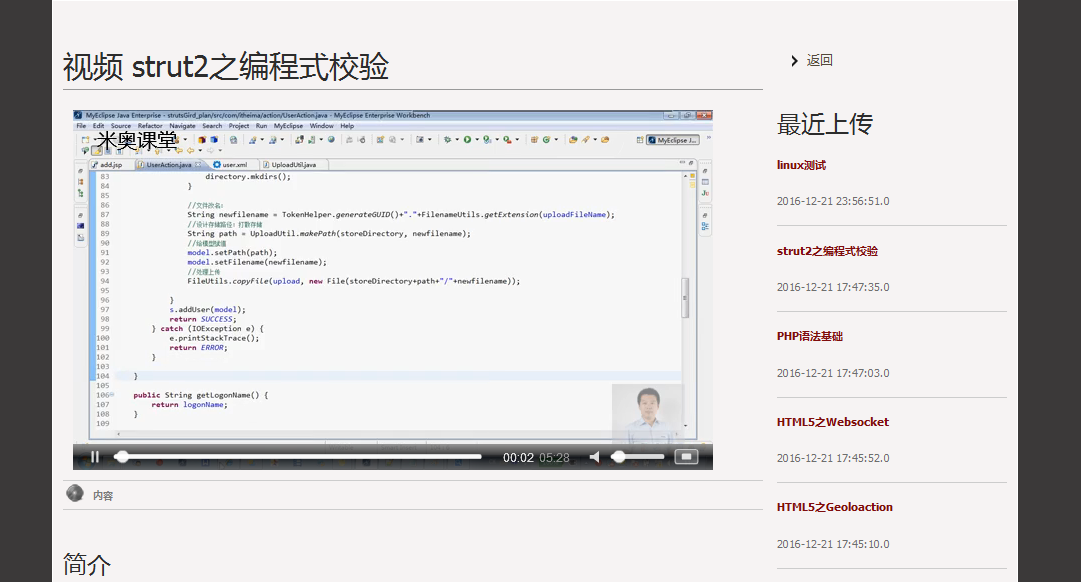 视频 strut2之编程式校验
返回
MyEclipse Java Enterprise - strutsGird_plan/src/com/itheima/action/UserAction.java - MyEclipse Enterprise Workbench
File Edit Source Refactor Navigate Search Project Run MyEclipse Window Help
米奥课堂
MyEclipse J...
add.jsp UserAction.java user.xml UploadUtil.java
83 directory.mkdirs();
84 }
85
86 //文件改名:
87 String newfilename = TokenHelper.generateGUID()+"."+FilenameUtils.getExtension(uploadFileName);
88 //设计存储路径: 打散存储
89 String path = UploadUtil.makePath(storeDirectory, newfilename);
90 //给模型赋值
91 model.setPath(path);
92 model.setFilename(newfilename);
93 //处理上传
94 FileUtils.copyFile(upload, new File(storeDirectory+path+"/"+newfilename));
95
96 }
97 s.addUser(model);
98 return SUCCESS;
99 } catch (IOException e) {
100 e.printStackTrace();
101 return ERROR;
102 }
103
104 }
105
106 public String getLogonName() {
107 return logonName;
108 }
109
00:02 05:28
内容
简介
最近上传
linux测试
2016-12-21 23:56:51.0
strut2之编程式校验
2016-12-21 17:47:35.0
PHP语法基础
2016-12-21 17:47:03.0
HTML5之Websocket
2016-12-21 17:45:52.0
HTML5之Geoloaction
2016-12-21 17:45:10.0